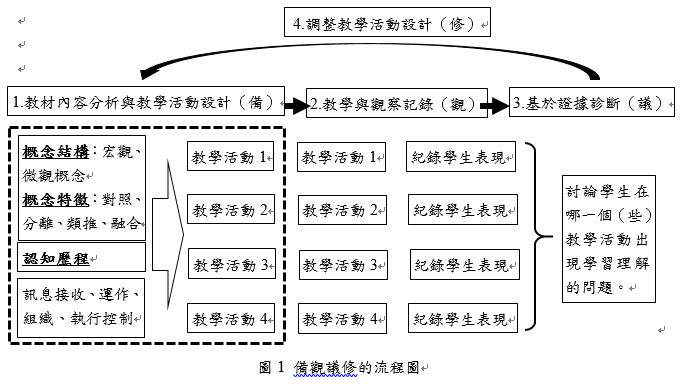 4.調整教學活動設計（修）
1.教材內容分析與教學活動設計（備）
2.教學與觀察記錄（觀）
3.基於證據診斷（議）
概念結構：宏觀、
微觀概念
概念特徵：對照、
分離、類推、融合
認知歷程
訊息接收、運作、
組織、執行控制
教學活動 1
教學活動 2
教學活動 3
教學活動 4
教學活動 1
教學活動 2
教學活動 3
教學活動 4
紀錄學生表現
紀錄學生表現
紀錄學生表現
紀錄學生表現
討論學生在
哪一個（些）
教學活動出
現學習理解
的問題。
圖 1 備觀議修的流程圖